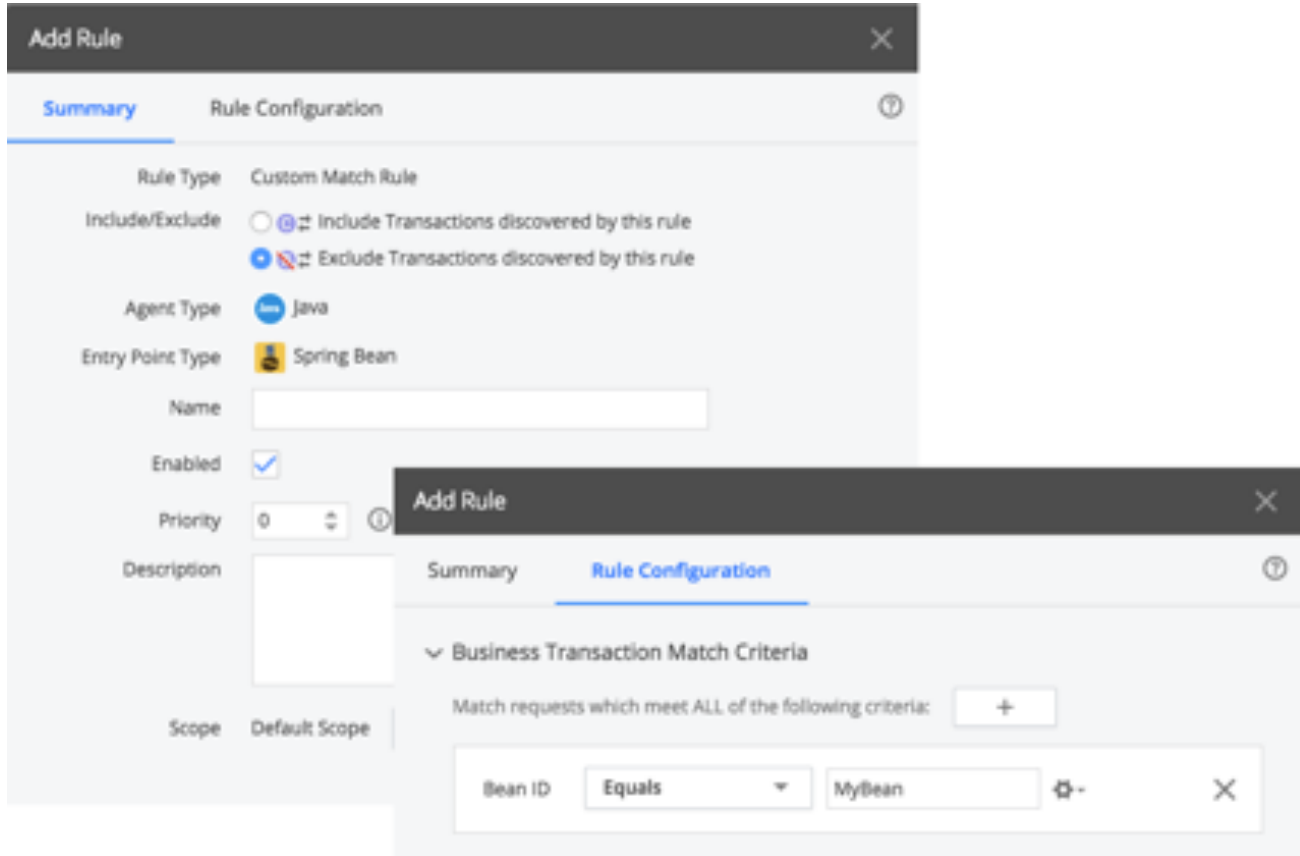 Add Rule
Summary Rule Configuration
Rule Type Custom Match Rule
Include/Exclude Include Transactions discovered by this rule
Exclude Transactions discovered by this rule
Agent Type Java
Entry Point Type Spring Bean
Name
Enabled
Priority 0
Description
Scope Default Scope
Add Rule
Summary Rule Configuration
Business Transaction Match Criteria
Match requests which meet ALL of the following criteria: +
Bean ID Equals MyBean